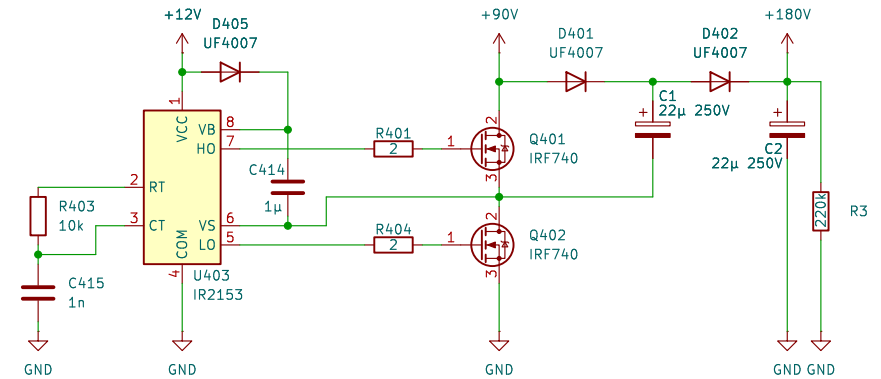 +12V
+90V
+180V
D405
UF4007
D401
UF4007
D402
UF4007
C1
22µ 250V
1
VCC
VB
8
HO
7
R401
2
1
2
3
Q401
IRF740
C2
22µ 250V
C414
1µ
2
RT
R403
10k
3
CT
VS
6
LO
5
COM
4
R404
2
1
2
3
Q402
IRF740
220k
R3
U403
IR2153
C415
1n
GND
GND
GND
GND
GND